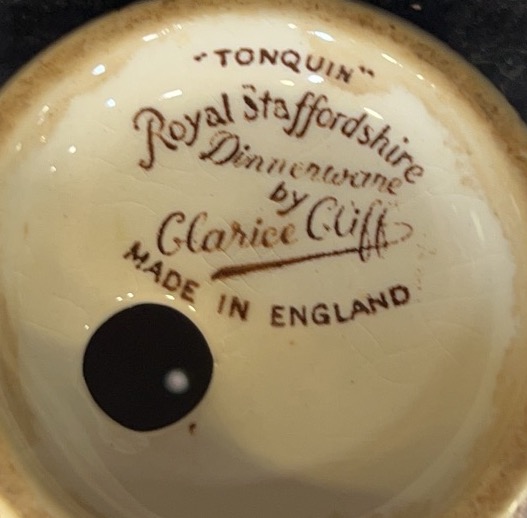 "TONQUIN"
Royal Staffordshire
Dinnerware
by
Clarice Cliff
MADE IN ENGLAND